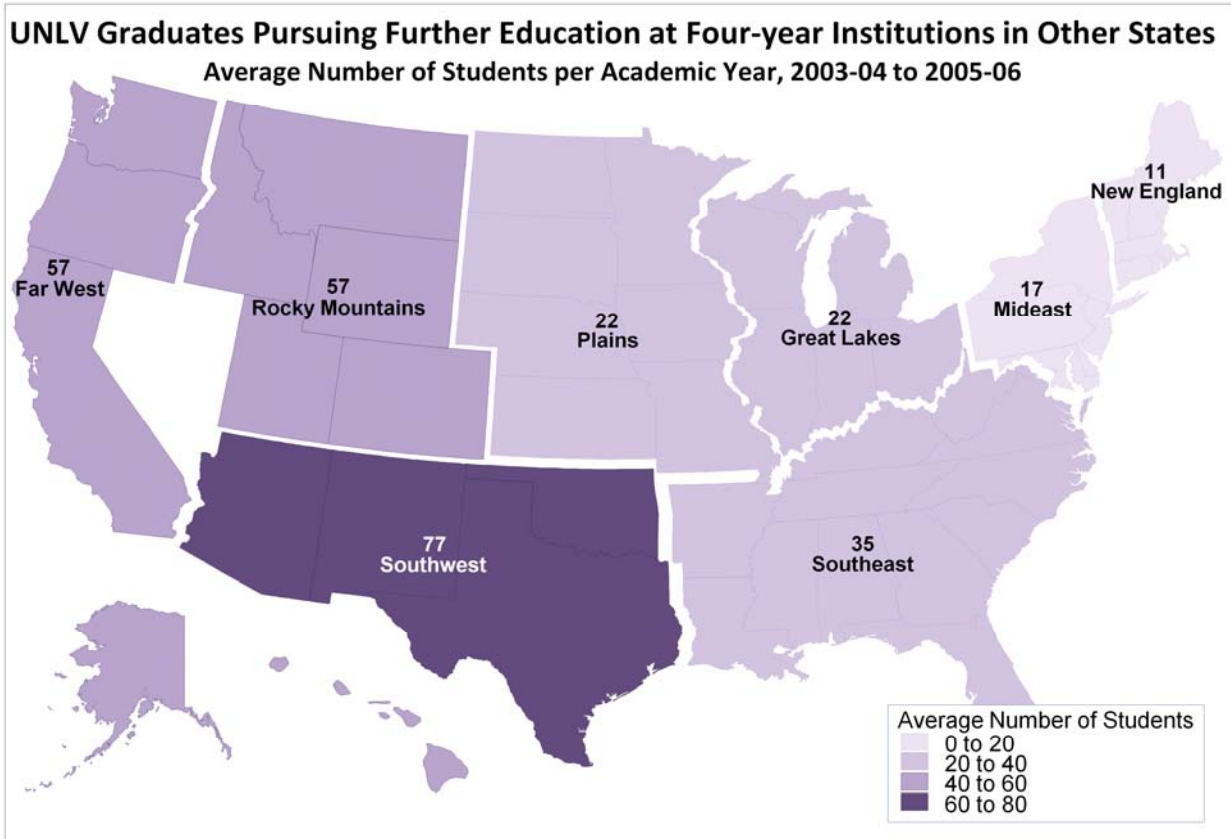 UNLV Graduates Pursuing Further Education at Four-year Institutions in Other States
Average Number of Students per Academic Year, 2003-04 to 2005-06
11
New England
57
Far West
57
Rocky Mountains
22
Plains
22
Great Lakes
17
Mideast
77
Southwest
35
Southeast
Average Number of Students
0 to 20
20 to 40
40 to 60
60 to 80